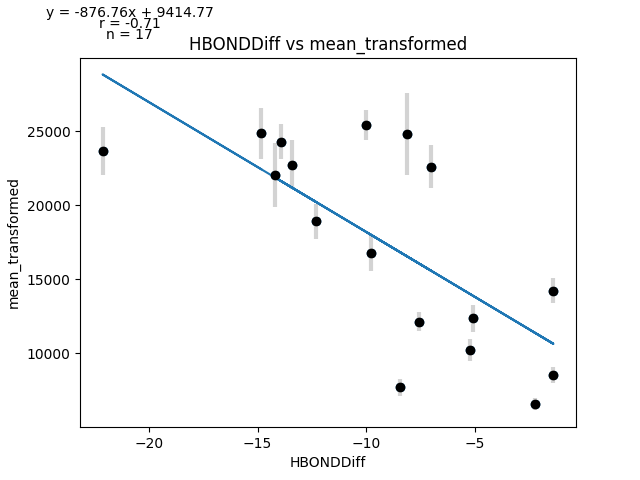 y = -876.76x + 9414.77
r = -0.71
n = 17
HBONDDiff vs mean_transformed
25000
20000
15000
10000
mean_transformed
−20
−15
−10
−5
HBONDDiff